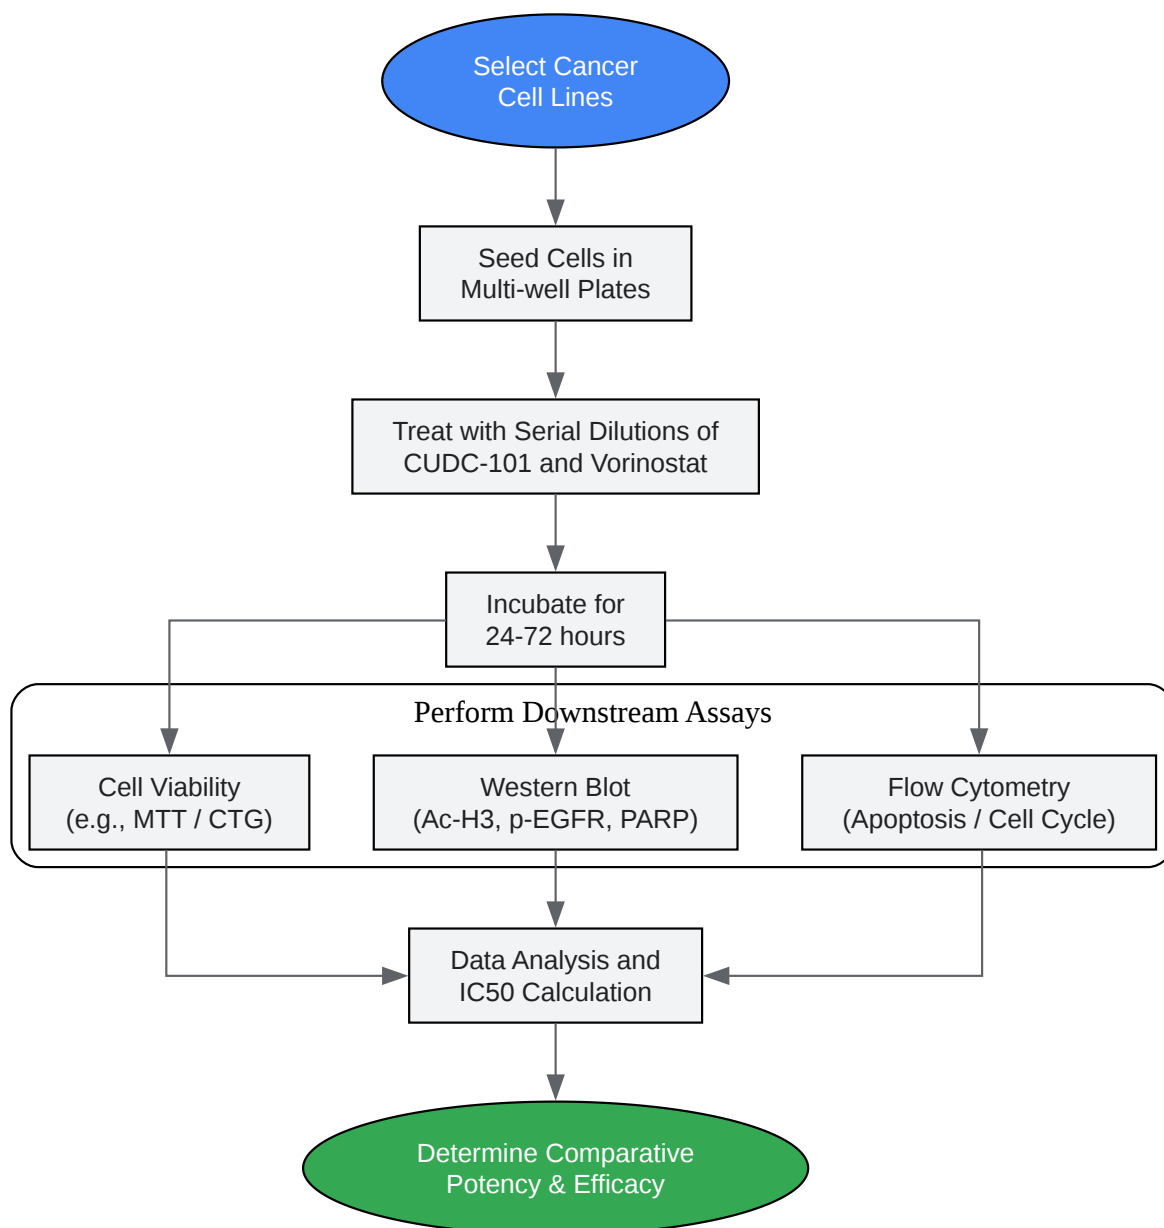 Select Cancer
Cell Lines
Seed Cells in
Multi-well Plates
Treat with Serial Dilutions of
CUDC-101 and Vorinostat
Incubate for
24-72 hours
Perform Downstream Assays
Cell Viability
(e.g., MTT / CTG)
Western Blot
(Ac-H3, p-EGFR, PARP)
Flow Cytometry
(Apoptosis / Cell Cycle)
Data Analysis and
IC50 Calculation
Determine Comparative
Potency & Efficacy